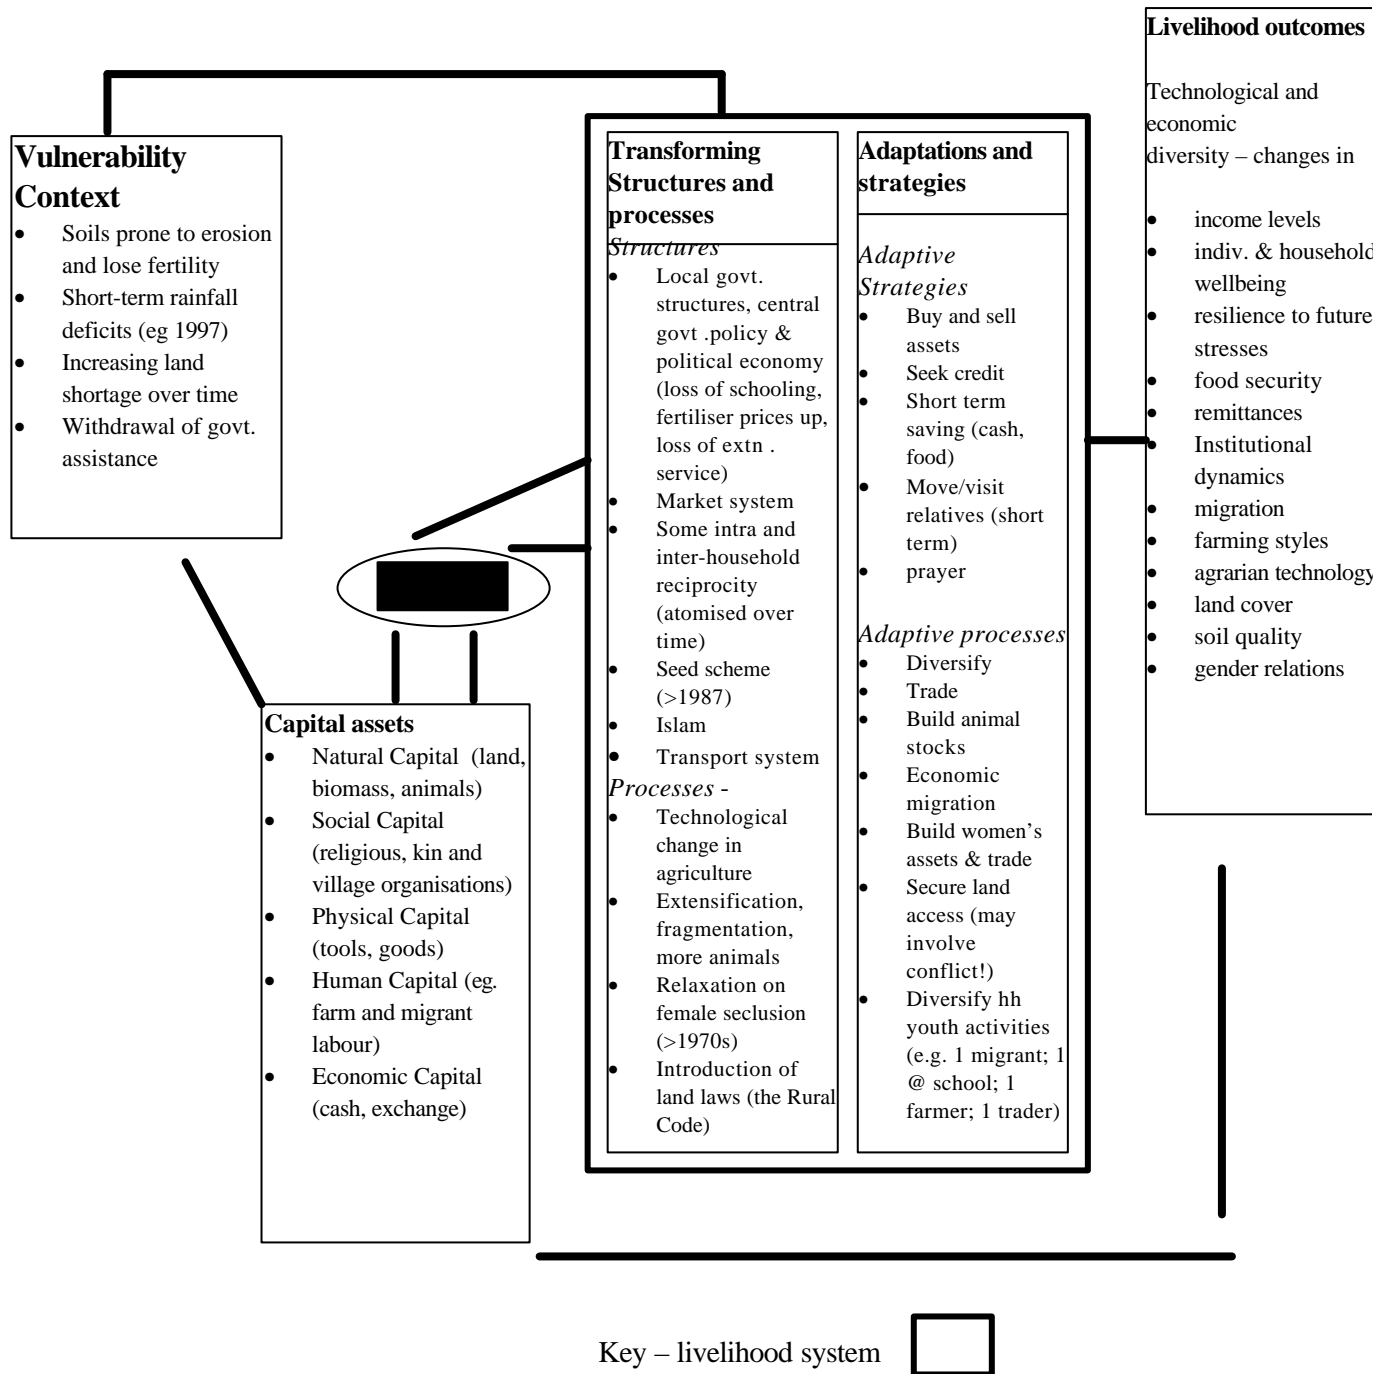 Livelihood outcomes
Technological and
economic
diversity – changes in
• income levels
• indiv. & household
wellbeing
• resilience to future
stresses
• food security
• remittances
• Institutional
dynamics
• migration
• farming styles
• agrarian technology
• land cover
• soil quality
• gender relations
Vulnerability
Context
• Soils prone to erosion
and lose fertility
• Short-term rainfall
deficits (eg 1997)
• Increasing land
shortage over time
• Withdrawal of govt.
assistance
Transforming
Structures and
processes
Structures
• Local govt.
structures, central
govt .policy &
political economy
(loss of schooling,
fertiliser prices up,
loss of extn .
service)
• Market system
• Some intra and
inter-household
reciprocity
(atomised over
time)
• Seed scheme
(>1987)
• Islam
• Transport system
Processes -
• Technological
change in
agriculture
• Extensification,
fragmentation,
more animals
• Relaxation on
female seclusion
(>1970s)
• Introduction of
land laws (the Rural
Code)
Adaptations and
strategies
Adaptive
Strategies
• Buy and sell
assets
• Seek credit
• Short term
saving (cash,
food)
• Move/visit
relatives (short
term)
• prayer
Adaptive processes
• Diversify
• Trade
• Build animal
stocks
• Economic
migration
• Build women’s
assets & trade
• Secure land
access (may
involve
conflict!)
• Diversify hh
youth activities
(e.g. 1 migrant; 1
@ school; 1
farmer; 1 trader)
Capital assets
• Natural Capital (land,
biomass, animals)
• Social Capital
(religious, kin and
village organisations)
• Physical Capital
(tools, goods)
• Human Capital (eg.
farm and migrant
labour)
• Economic Capital
(cash, exchange)
Key – livelihood system